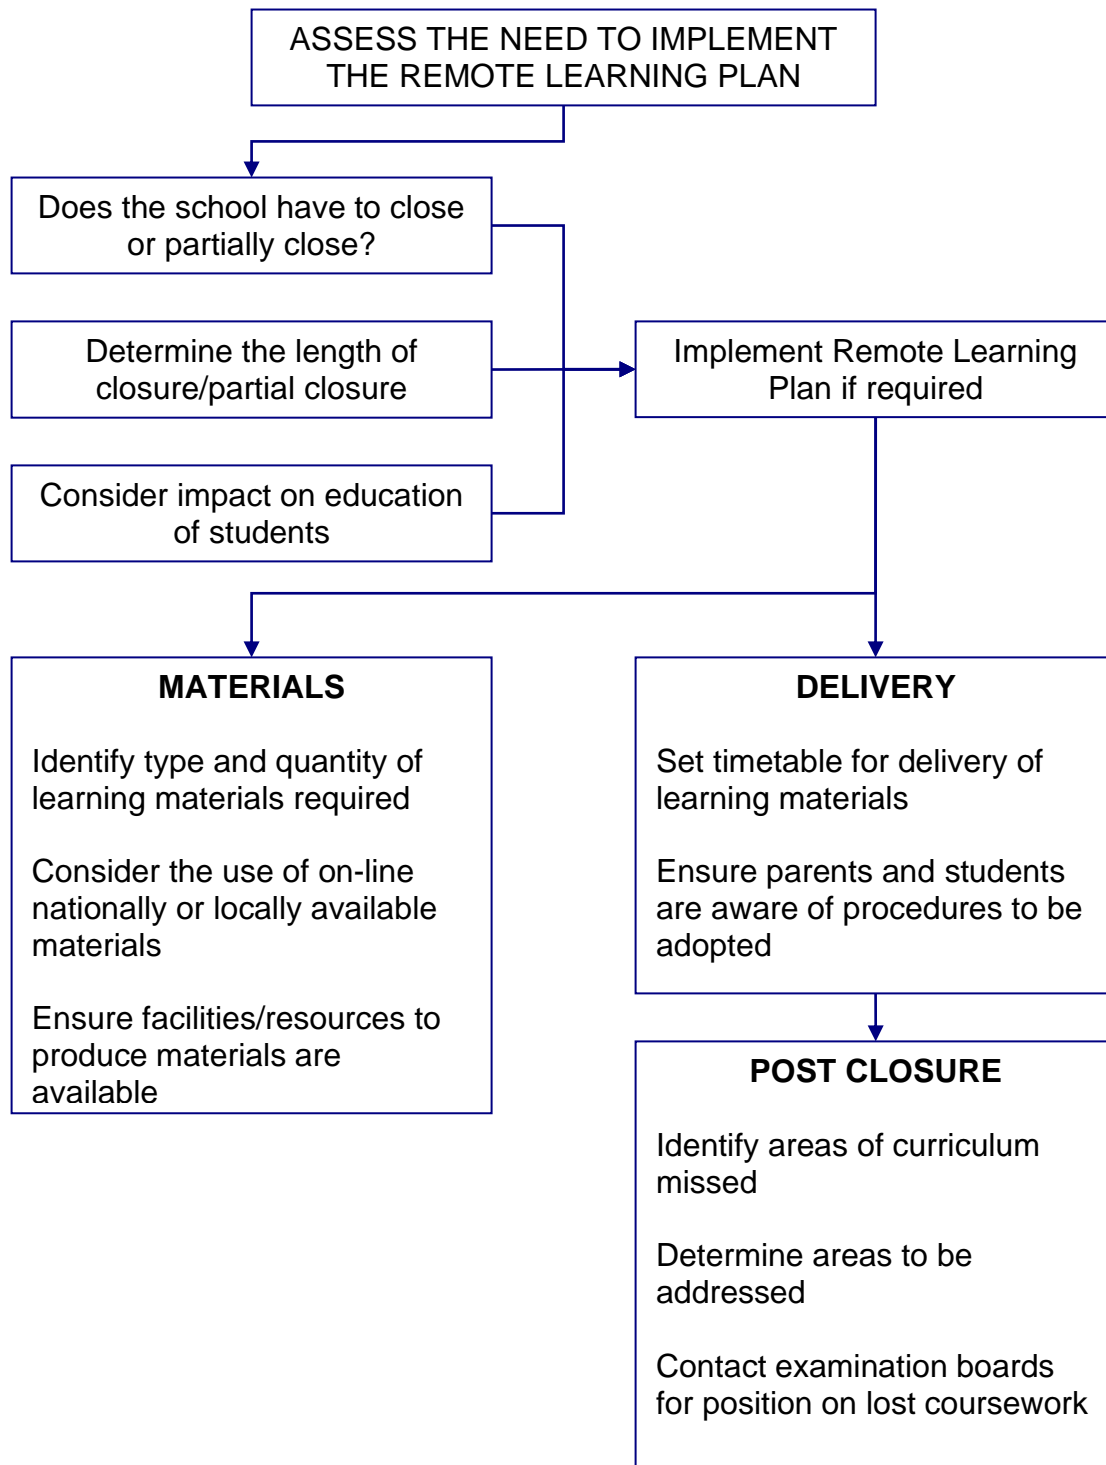 ASSESS THE NEED TO IMPLEMENT
THE REMOTE LEARNING PLAN
Does the school have to close
or partially close?
Determine the length of
closure/partial closure
Implement Remote Learning
Plan if required
Consider impact on education
of students
MATERIALS
Identify type and quantity of
learning materials required
Consider the use of on-line
nationally or locally available
materials
Ensure facilities/resources to
produce materials are
available
DELIVERY
Set timetable for delivery of
learning materials
Ensure parents and students
are aware of procedures to be
adopted
POST CLOSURE
Identify areas of curriculum
missed
Determine areas to be
addressed
Contact examination boards
for position on lost coursework